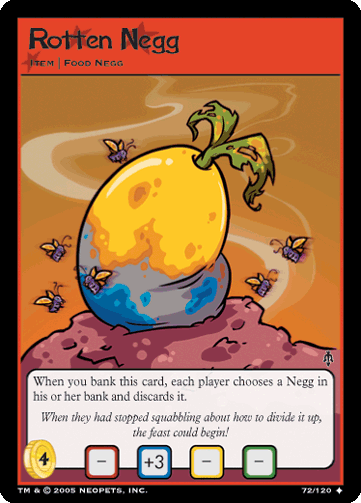 Rotten Negg
Item | Food Negg
When you bank this card, each player chooses a Negg in
his or her bank and discards it.
When they had stopped squabbling about how to divide it up,
the feast could begin!
4
–
+3
–
–
TM & © 2005 NEOPETS, INC.
72/120 ◆